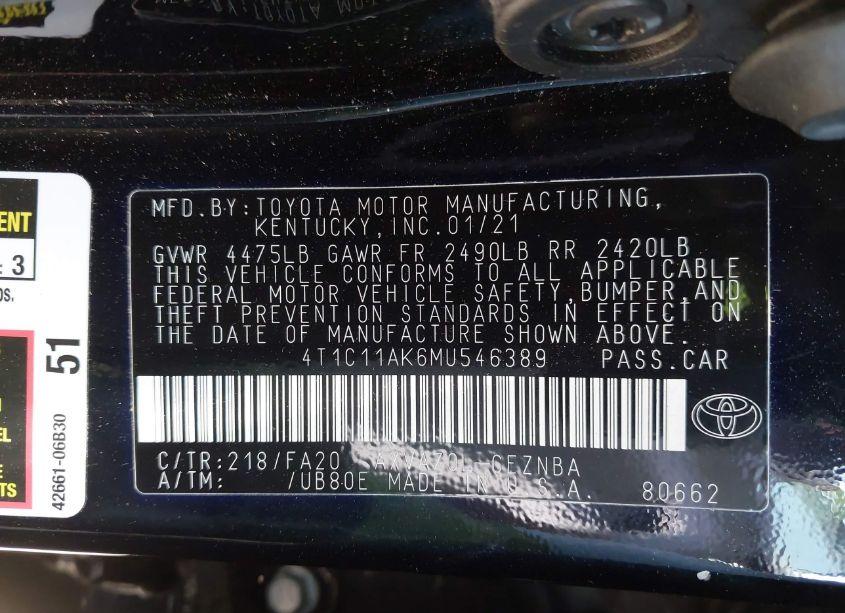 MFD.BY:TOYOTA MOTOR MANUFACTURING,
KENTUCKY,INC.01/21
GVWR 4475LB GAWR FR 2490LB RR 2420LB
THIS VEHICLE CONFORMS TO ALL APPLICABLE
FEDERAL MOTOR VEHICLE SAFETY,BUMPER,AND
THEFT PREVENTION STANDARDS IN EFFECT ON
THE DATE OF MANUFACTURE SHOWN ABOVE.
4T1C11AK6MU546389 PASS.CAR
C/TR:218/FA20 AXVA70L-CEZNBA
A/TM: /UB80E MADE IN U.S.A. 80662
: 3
51
42661-06B30